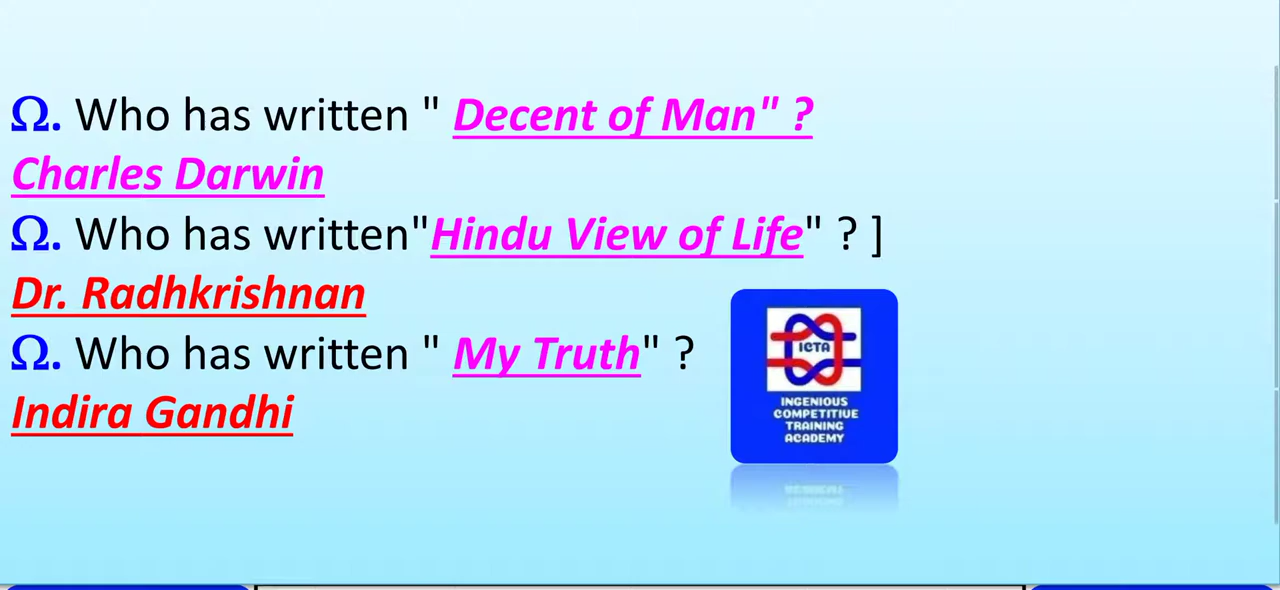 Ω. Who has written " Decent of Man" ?
Charles Darwin
Ω. Who has written"Hindu View of Life" ? ]
Dr. Radhkrishnan
Ω. Who has written " My Truth" ?
Indira Gandhi
ICTA
INGENIOUS
COMPETITIVE
TRAINING
ACADEMY